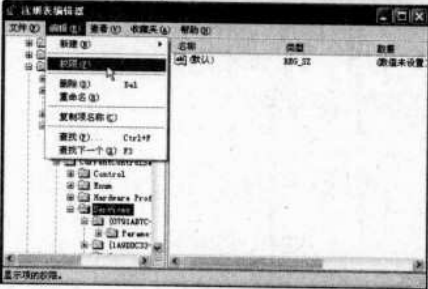 注册表编辑器
文件(F) 编辑(E) 查看(V) 收藏夹(A) 帮助(H)
新建(N)
权限(P)...
删除(D) Del
重命名(R)
复制项名称(C)
查找(F)... Ctrl+F
查找下一个(X) F3
名称 类型 数据
(默认) REG_SZ (数值未设置
CurrentControlSe
Control
Enum
Hardware Prof
Services
Parame
显示项的权限。